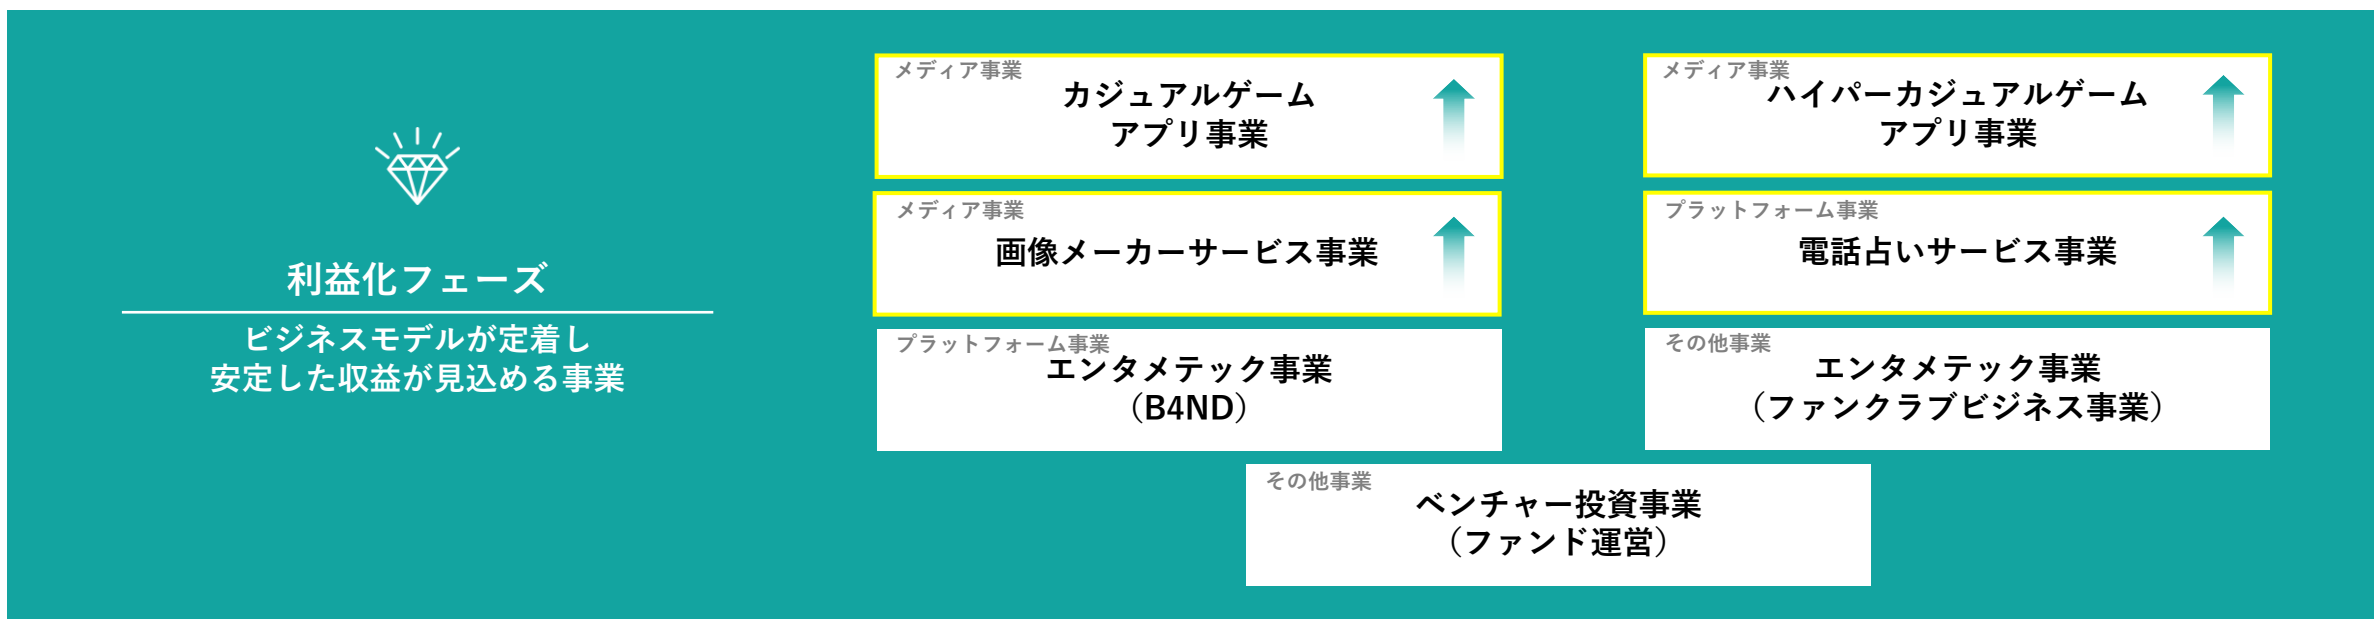 利益化フェーズ
ビジネスモデルが定着し
安定した収益が見込める事業
メディア事業
カジュアルゲーム
アプリ事業
メディア事業
ハイパーカジュアルゲーム
アプリ事業
メディア事業
画像メーカーサービス事業
プラットフォーム事業
電話占いサービス事業
プラットフォーム事業
エンタメテック事業
（B4ND）
その他事業
エンタメテック事業
（ファンクラブビジネス事業）
その他事業
ベンチャー投資事業
（ファンド運営）